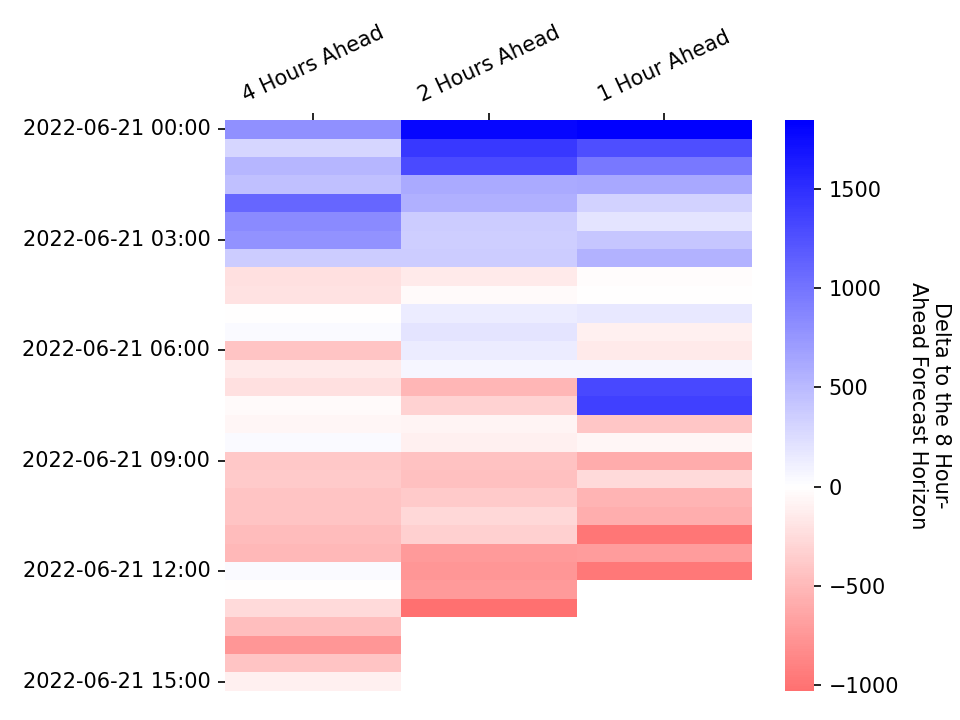 4 Hours Ahead
2 Hours Ahead
1 Hour Ahead
2022-06-21 00:00
2022-06-21 03:00
2022-06-21 06:00
2022-06-21 09:00
2022-06-21 12:00
2022-06-21 15:00
1500
1000
500
0
−500
−1000
Delta to the 8 Hour-
Ahead Forecast Horizon